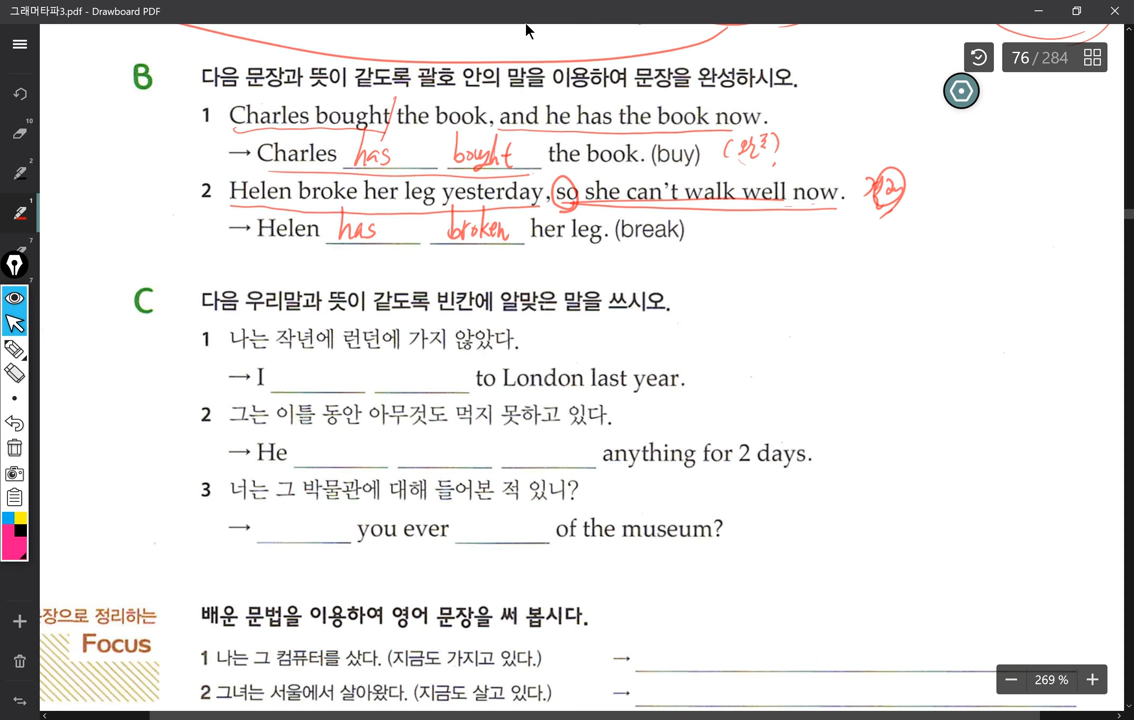 그래머타파3.pdf - Drawboard PDF
76 / 284
B 다음 문장과 뜻이 같도록 괄호 안의 말을 이용하여 문장을 완성하시오.
1 Charles bought the book, and he has the book now.
→ Charles has bought the book. (buy) (완료)
2 Helen broke her leg yesterday, so she can't walk well now.
→ Helen has broken her leg. (break)
C 다음 우리말과 뜻이 같도록 빈칸에 알맞은 말을 쓰시오.
1 나는 작년에 런던에 가지 않았다.
→ I to London last year.
2 그는 이틀 동안 아무것도 먹지 못하고 있다.
→ He anything for 2 days.
3 너는 그 박물관에 대해 들어본 적 있니?
→ you ever of the museum?
장으로 정리하는
Focus
배운 문법을 이용하여 영어 문장을 써 봅시다.
1 나는 그 컴퓨터를 샀다. (지금도 가지고 있다.) →
2 그녀는 서울에서 살아왔다. (지금도 살고 있다.) →
269 %
10
2
1
7
7